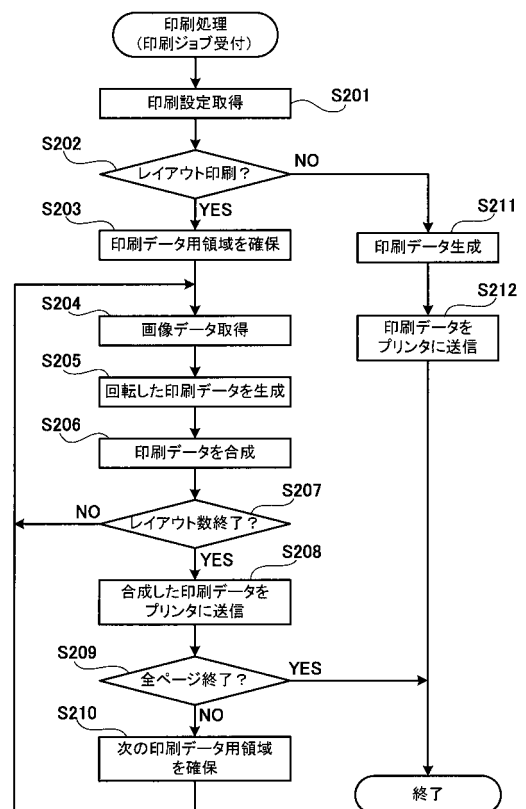 印刷処理
(印刷ジョブ受付)
S201
印刷設定取得
S202
レイアウト印刷?
NO
YES
S203
印刷データ用領域を確保
S211
印刷データ生成
S212
印刷データを
プリンタに送信
S204
画像データ取得
S205
回転した印刷データを生成
S206
印刷データを合成
S207
レイアウト数終了?
NO
YES
S208
合成した印刷データを
プリンタに送信
S209
全ページ終了?
YES
NO
S210
次の印刷データ用領域
を確保
終了